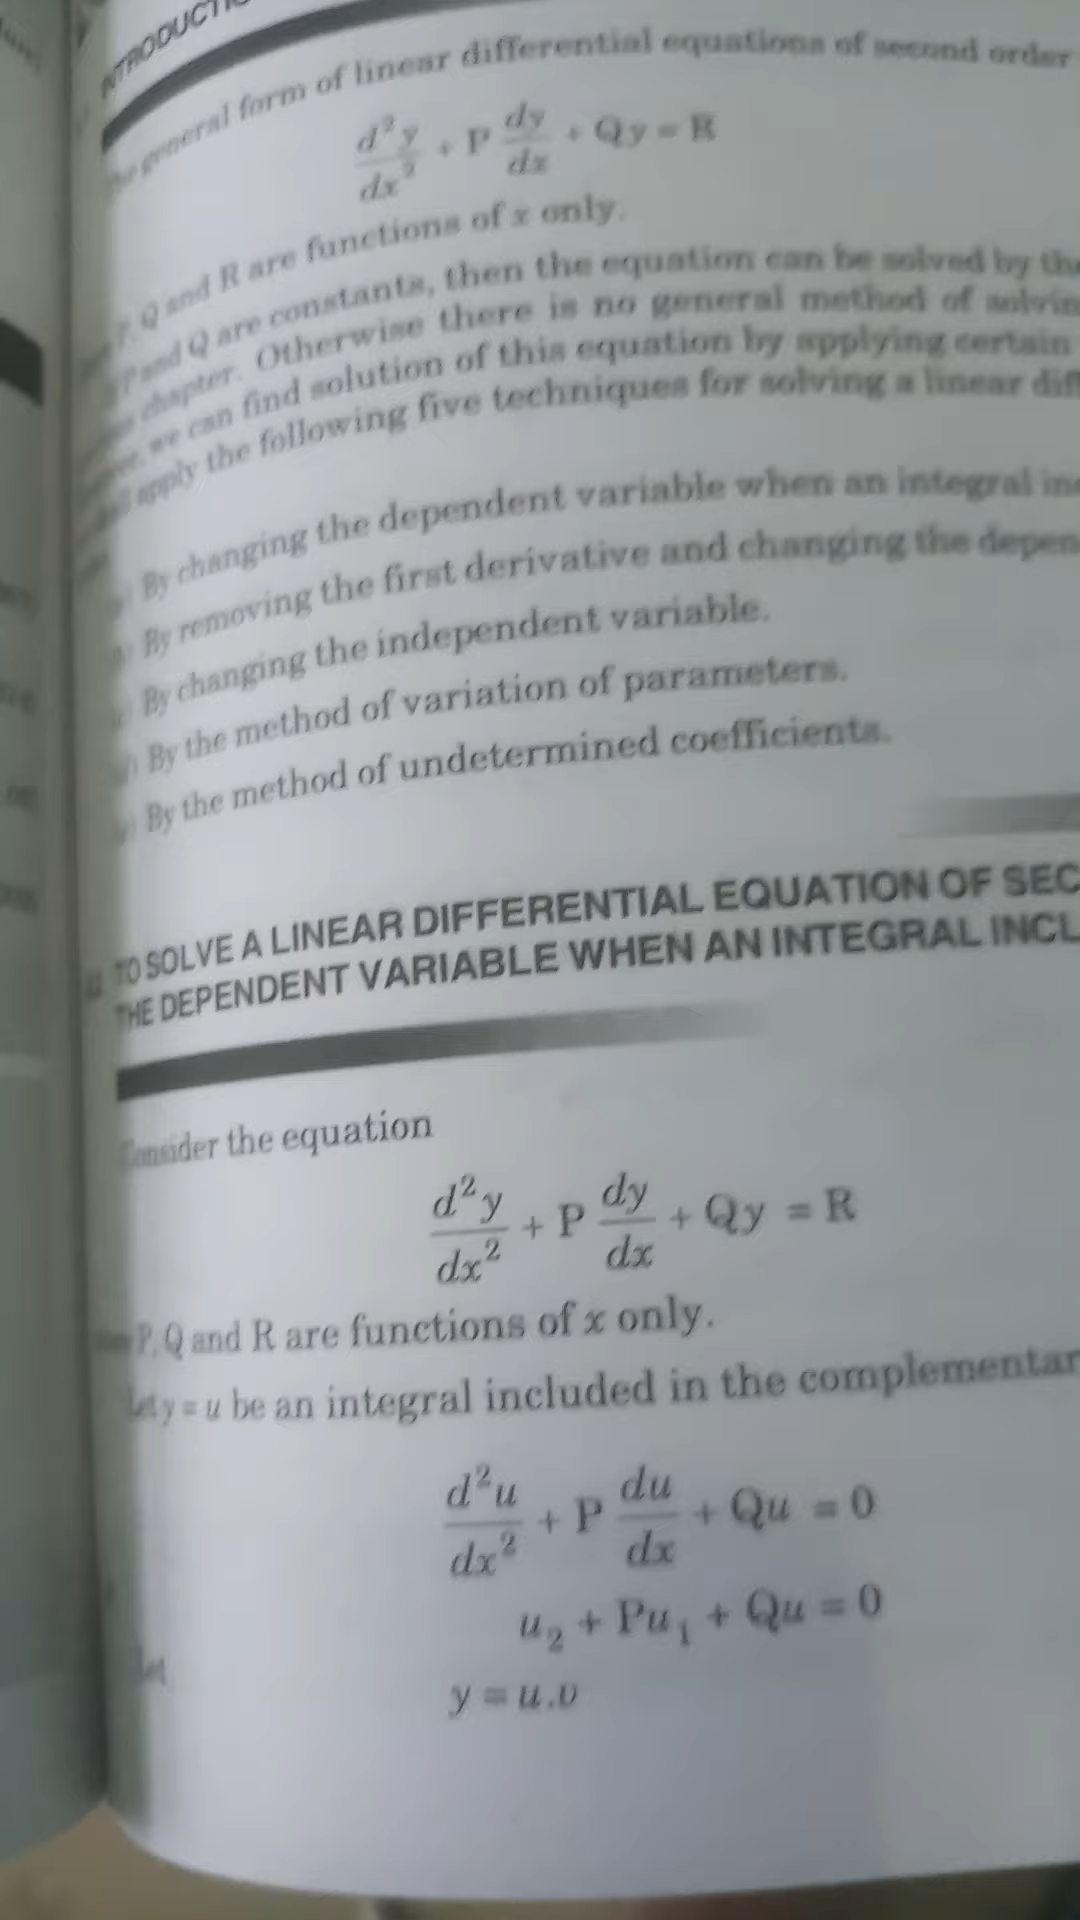 INTRODUCTIO
The general form of linear differential equations of second order
d²y/dx² + P dy/dx + Qy = R
P, Q and R are functions of x only.
P and Q are constants, then the equation can be solved by the
chapter. Otherwise there is no general method of solvin
we can find solution of this equation by applying certain
apply the following five techniques for solving a linear diff
By changing the dependent variable when an integral inc
By removing the first derivative and changing the depen
By changing the independent variable.
By the method of variation of parameters.
By the method of undetermined coefficients.
TO SOLVE A LINEAR DIFFERENTIAL EQUATION OF SEC
THE DEPENDENT VARIABLE WHEN AN INTEGRAL INCL
Consider the equation
d²y/dx² + P dy/dx + Qy = R
P, Q and R are functions of x only.
Let y = u be an integral included in the complementar
d²u/dx² + P du/dx + Qu = 0
u₂ + Pu₁ + Qu = 0
Let
y = u.v